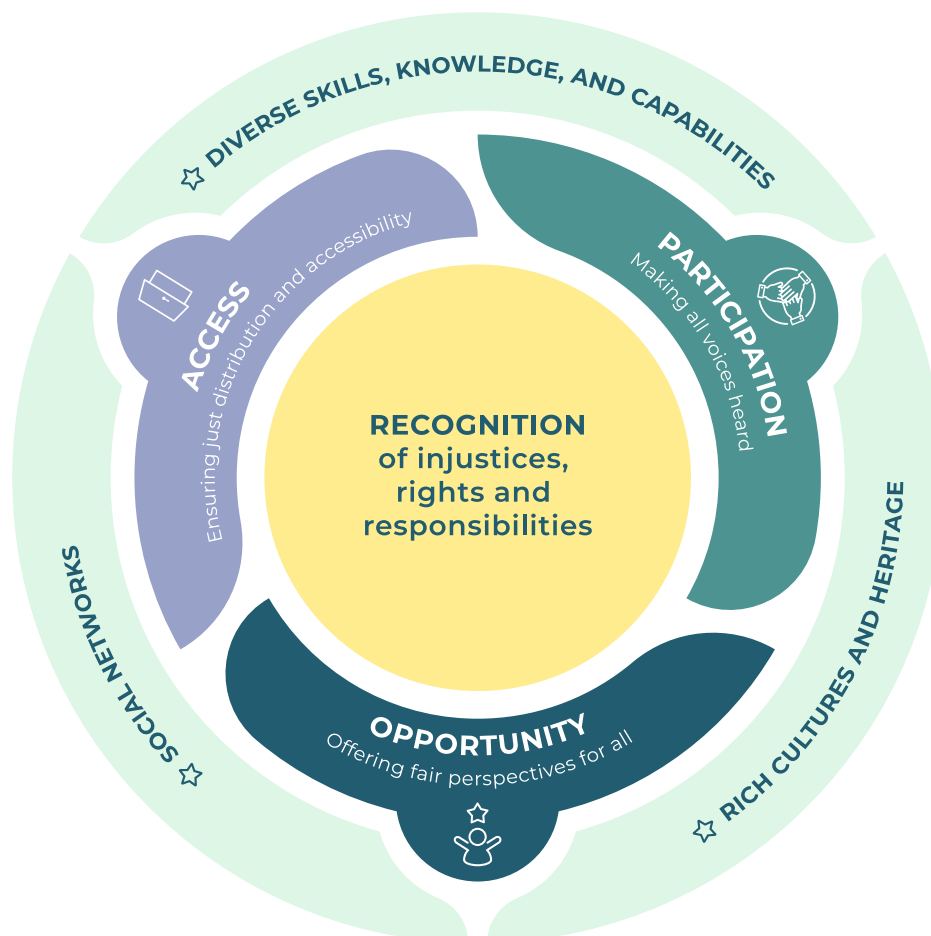 DIVERSE SKILLS, KNOWLEDGE, AND CAPABILITIES
ACCESS
Ensuring just distribution and accessibility
PARTICIPATION
Making all voices heard
RECOGNITION
of injustices,
rights and
responsibilities
OPPORTUNITY
Offering fair perspectives for all
SOCIAL NETWORKS
RICH CULTURES AND HERITAGE